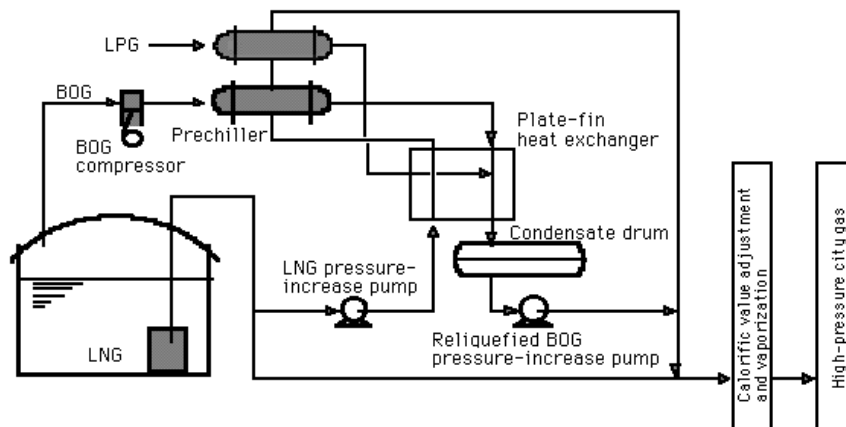 LPG
BOG
Prechiller
BOG
compressor
Plate-fin
heat exchanger
Condensate drum
LNG pressure-
increase pump
LNG
Reliquefied BOG
pressure-increase pump
Calorific value adjustment
and vaporization
High-pressure city gas